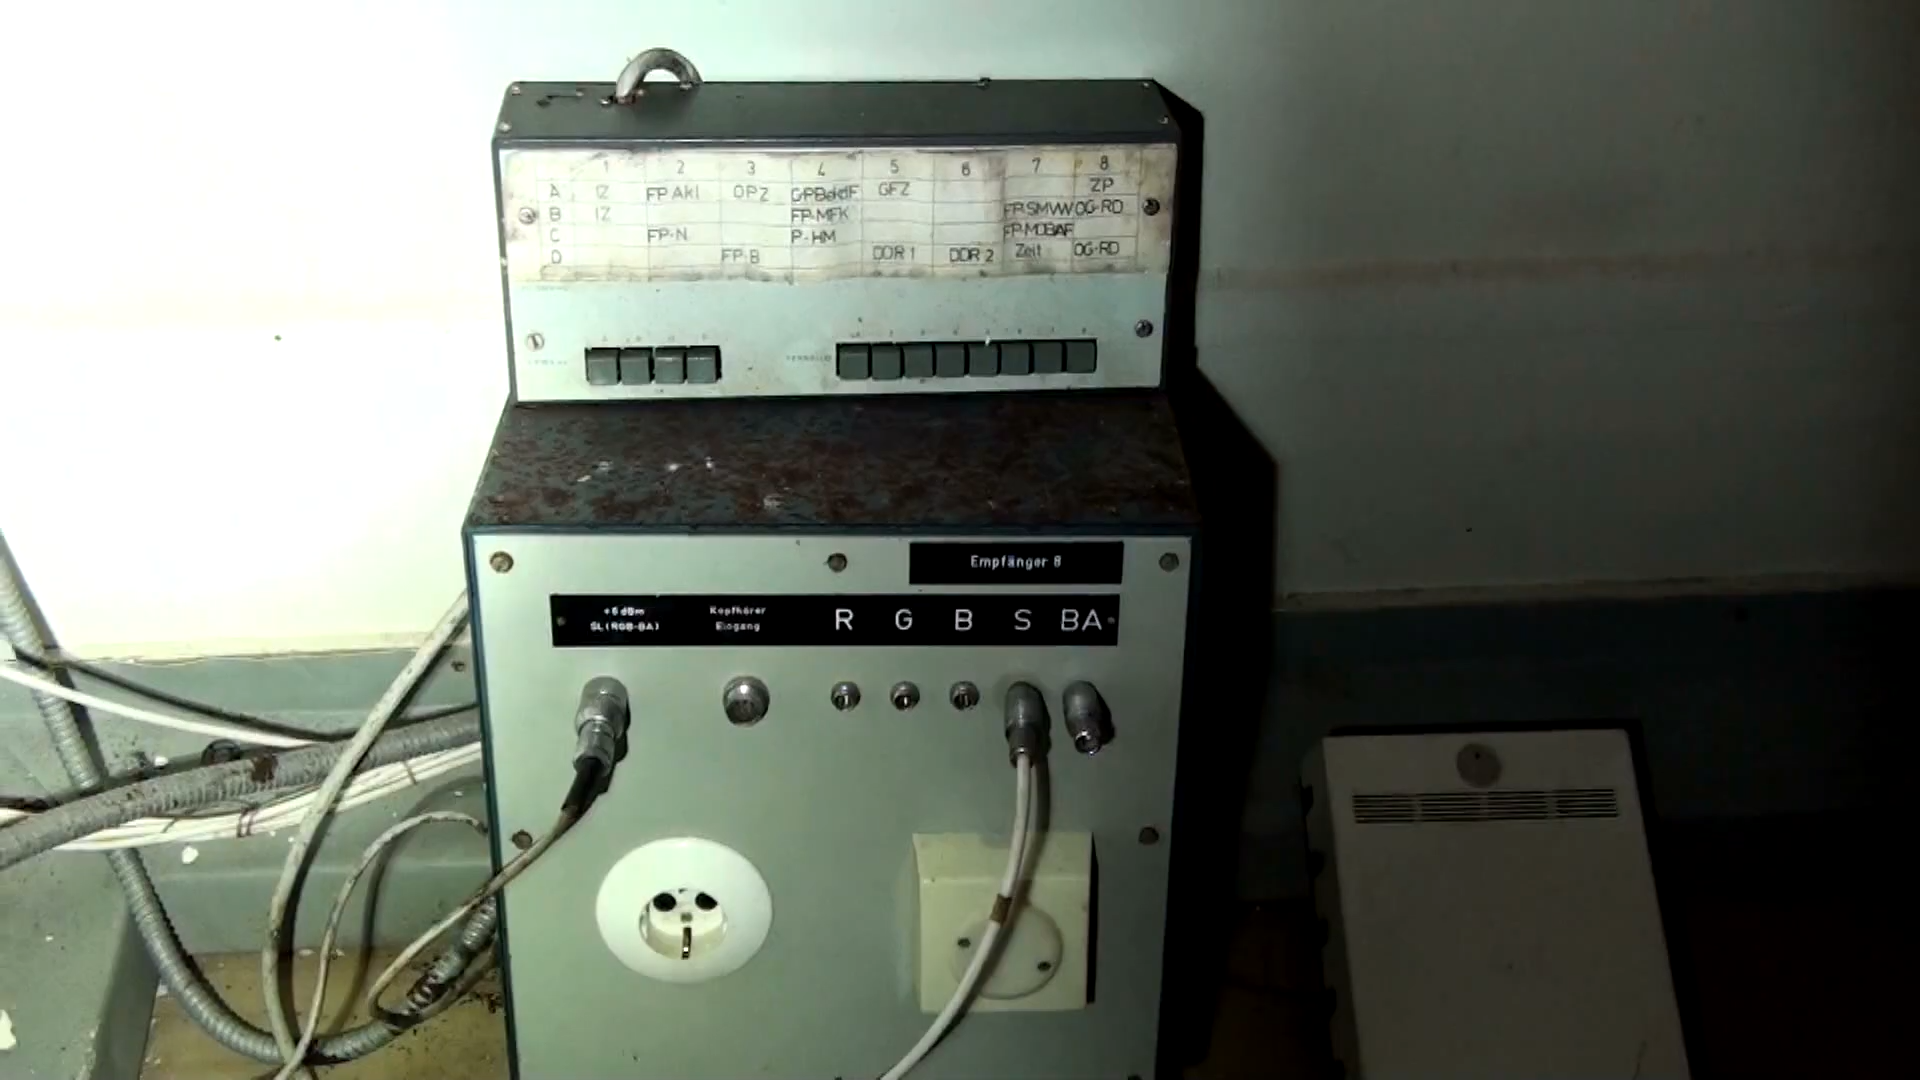 1 2 3 4 5 6 7 8
A IZ FP Akl OPZ GFZ ZP
B IZ FP-MFK FP-SMVW OG-RD
C FP-N P-HM FP-MOBAF
D FP-B DDR 1 DDR 2 Zeit OG-RD
Empfänger 8
+6 dBm Kopfhörer R G B S BA
SL (RGB-BA) Eingang